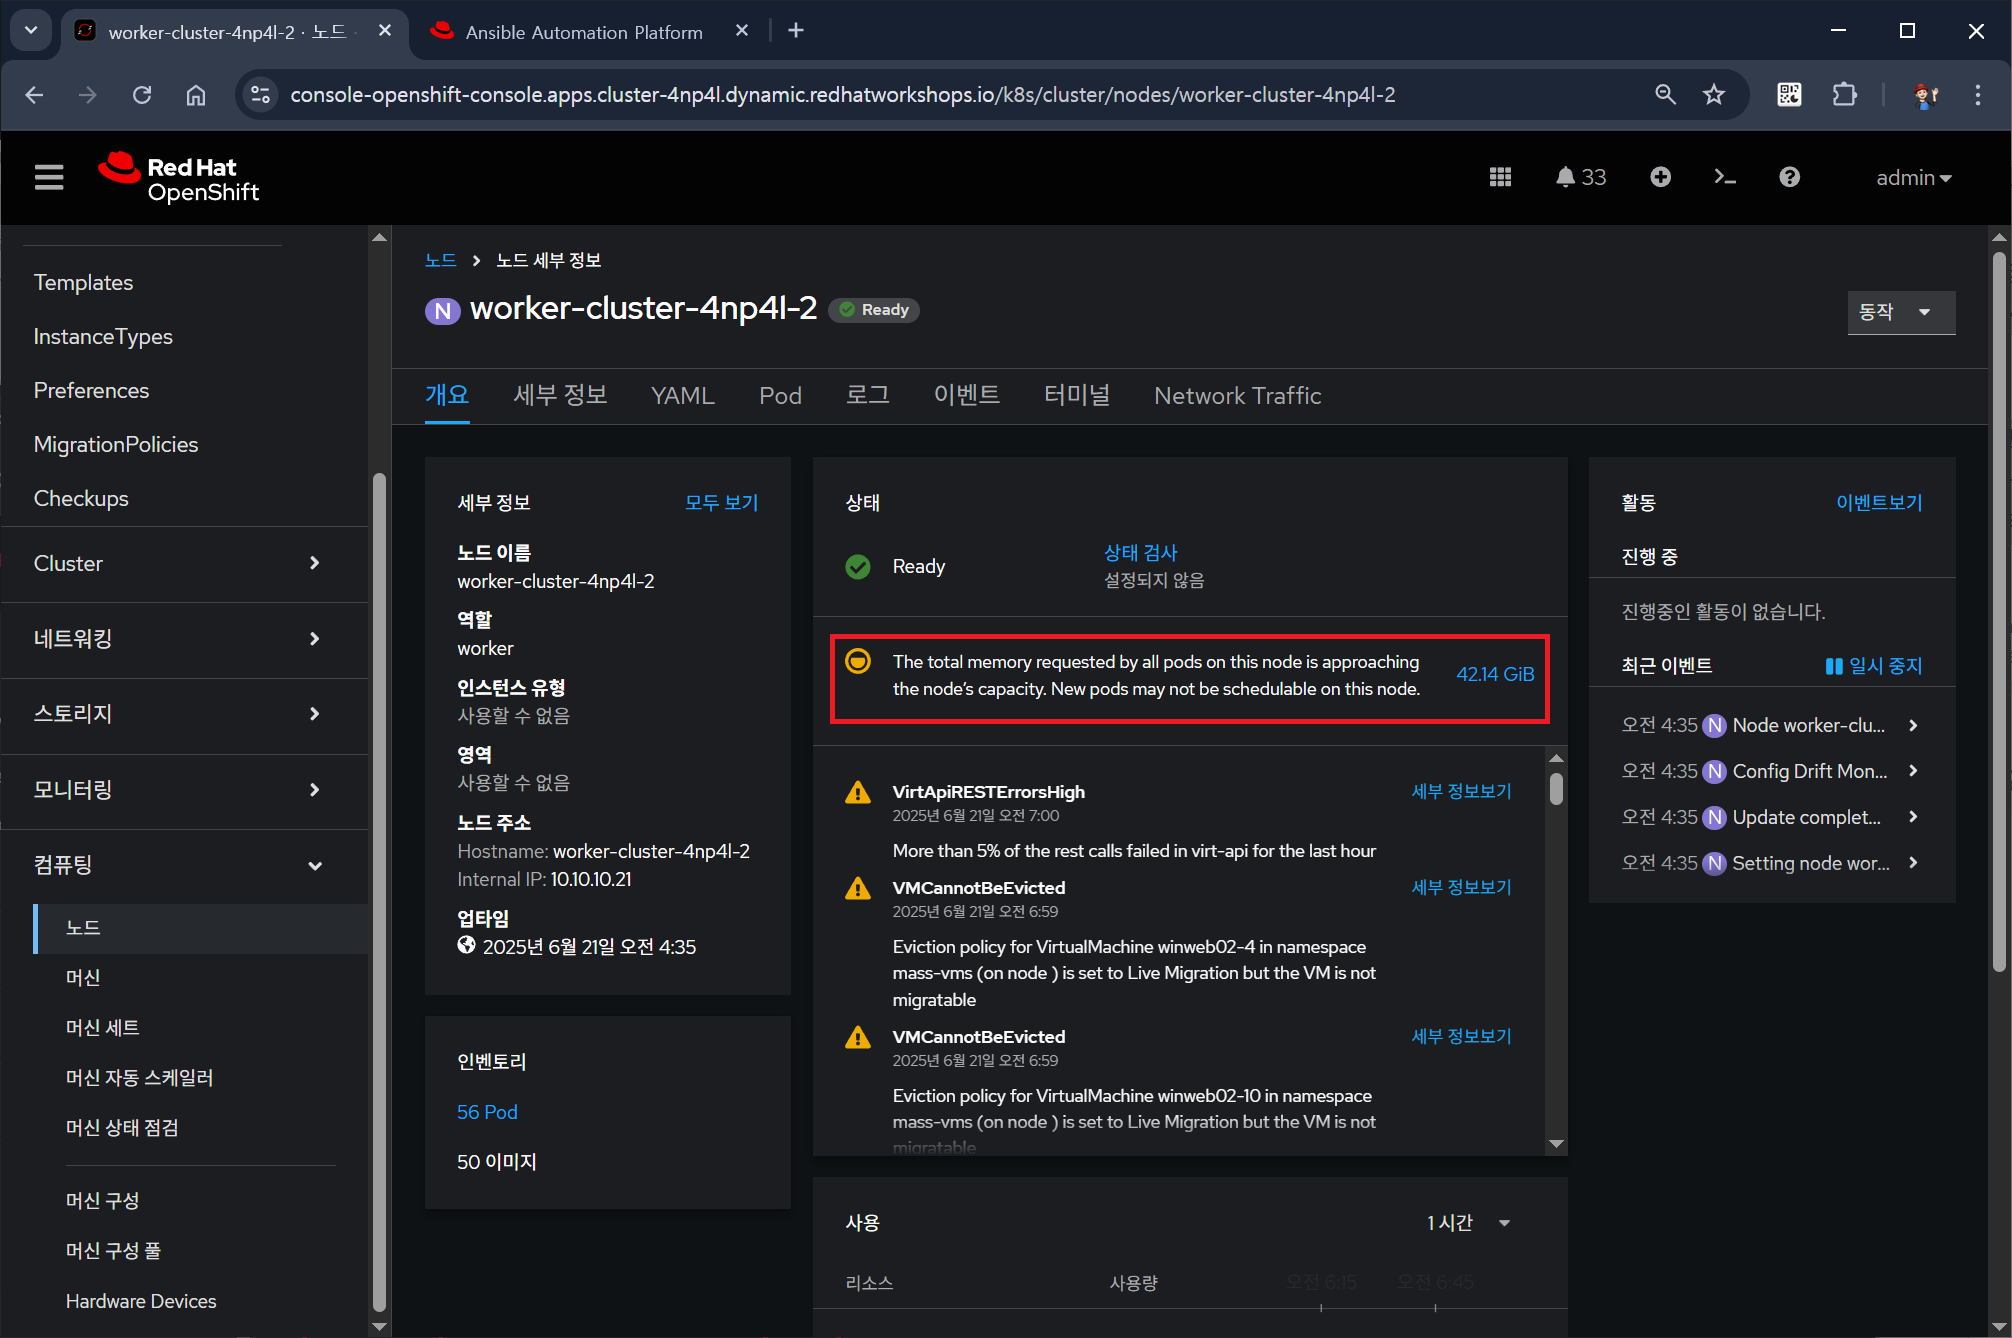 worker-cluster-4np4l-2 · 노드
Ansible Automation Platform
console-openshift-console.apps.cluster-4np4l.dynamic.redhatworkshops.io/k8s/cluster/nodes/worker-cluster-4np4l-2
Red Hat
OpenShift
33
admin
Templates
InstanceTypes
Preferences
MigrationPolicies
Checkups
Cluster
네트워킹
스토리지
모니터링
컴퓨팅
노드
머신
머신 세트
머신 자동 스케일러
머신 상태 점검
머신 구성
머신 구성 풀
Hardware Devices
노드 > 노드 세부 정보
N worker-cluster-4np4l-2 Ready
동작
개요 세부 정보 YAML Pod 로그 이벤트 터미널 Network Traffic
세부 정보 모두 보기
노드 이름
worker-cluster-4np4l-2
역할
worker
인스턴스 유형
사용할 수 없음
영역
사용할 수 없음
노드 주소
Hostname: worker-cluster-4np4l-2
Internal IP: 10.10.10.21
업타임
2025년 6월 21일 오전 4:35
인벤토리
56 Pod
50 이미지
상태
Ready
상태 검사
설정되지 않음
The total memory requested by all pods on this node is approaching
the node's capacity. New pods may not be schedulable on this node.
42.14 GiB
VirtApiRESTErrorsHigh 세부 정보보기
2025년 6월 21일 오전 7:00
More than 5% of the rest calls failed in virt-api for the last hour
VMCannotBeEvicted 세부 정보보기
2025년 6월 21일 오전 6:59
Eviction policy for VirtualMachine winweb02-4 in namespace
mass-vms (on node ) is set to Live Migration but the VM is not
migratable
VMCannotBeEvicted 세부 정보보기
2025년 6월 21일 오전 6:59
Eviction policy for VirtualMachine winweb02-10 in namespace
mass-vms (on node ) is set to Live Migration but the VM is not
migratable
사용 1 시간
리소스 사용량 오전 6:15 오전 6:45
활동 이벤트보기
진행 중
진행중인 활동이 없습니다.
최근 이벤트 일시 중지
오전 4:35 N Node worker-clu...
오전 4:35 N Config Drift Mon...
오전 4:35 N Update complet...
오전 4:35 N Setting node wor...